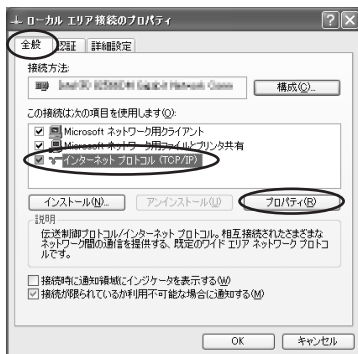 ローカル エリア接続のプロパティ
全般 認証 詳細設定
接続方法:
構成(C)...
この接続は次の項目を使用します(O):
Microsoft ネットワーク用クライアント
Microsoft ネットワーク用ファイルとプリンタ共有
インターネット プロトコル (TCP/IP)
インストール(N)... アンインストール(U) プロパティ(R)
説明
伝送制御プロトコル/インターネット プロトコル。相互接続されたさまざまな
ネットワーク間の通信を提供する、既定のワイド エリア ネットワーク プロトコ
ルです。
接続時に通知領域にインジケータを表示する(W)
接続が限られているか利用不可能な場合に通知する(M)
OK キャンセル